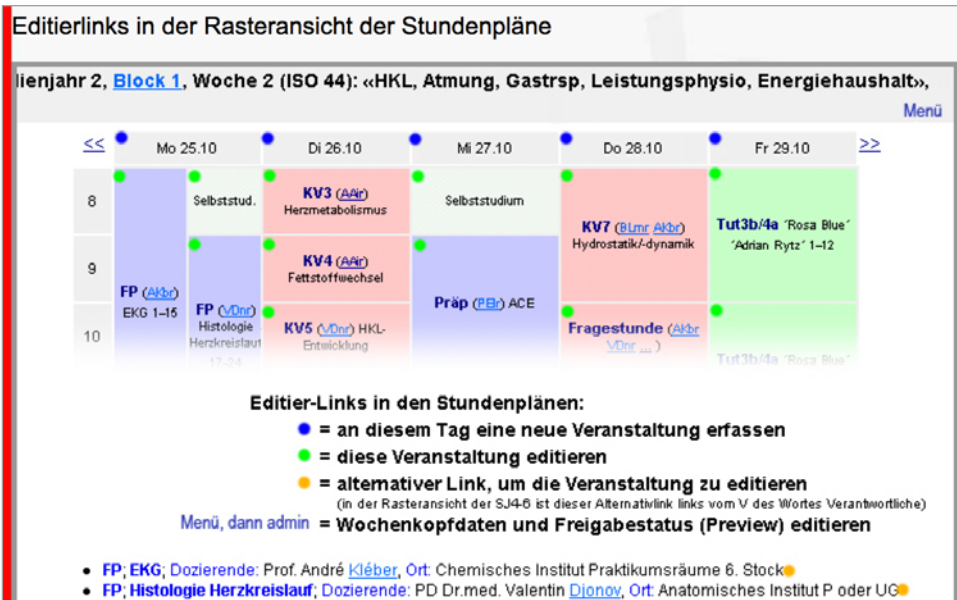 Editierlinks in der Rasteransicht der Stundenpläne
lienjahr 2, Block 1, Woche 2 (ISO 44): «HKL, Atmung, Gastrsp, Leistungsphysio, Energiehaushalt»,
Menü
<< Mo 25.10 Di 26.10 Mi 27.10 Do 28.10 Fr 29.10 >>
8
Selbststud.
KV3 (AAir)
Herzmetabolismus
Selbststudium
KV7 (BLmr AKbr)
Hydrostatik/-dynamik
Tut3b/4a ´Rosa Blue´
´Adrian Rytz´ 1–12
9
KV4 (AAir)
Fettstoffwechsel
FP (AKbr)
EKG 1–15
FP (VDnr)
Histologie
Herzkreislauf
17–24
Präp (PEIr) ACE
10
KV5 (VDnr) HKL-
Entwicklung
Fragestunde (AKbr
VDnr ... )
Tut3b/4a ´Rosa Blue´
Editier-Links in den Stundenplänen:
= an diesem Tag eine neue Veranstaltung erfassen
= diese Veranstaltung editieren
= alternativer Link, um die Veranstaltung zu editieren
(in der Rasteransicht der SJ4-6 ist dieser Alternativlink links vom V des Wortes Verantwortliche)
Menü, dann admin = Wochenkopfdaten und Freigabestatus (Preview) editieren
• FP; EKG; Dozierende: Prof. André Kléber, Ort: Chemisches Institut Praktikumsräume 6. Stock
• FP; Histologie Herzkreislauf; Dozierende: PD Dr.med. Valentin Djonov, Ort: Anatomisches Institut P oder UG